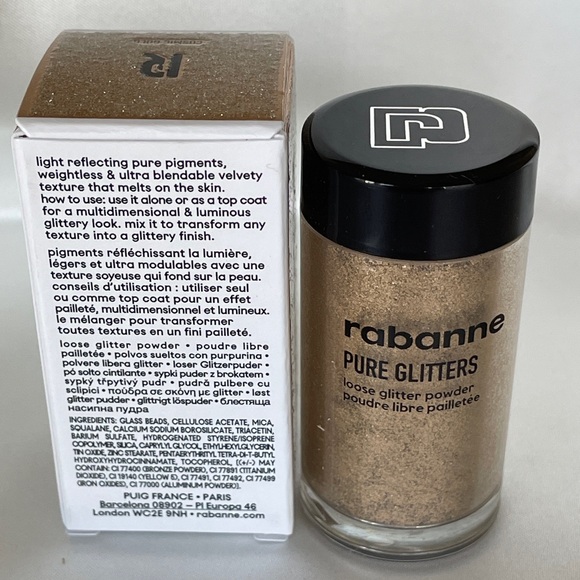 light reflecting pure pigments,
weightless & ultra blendable velvety
texture that melts on the skin.
how to use: use it alone or as a top coat
for a multidimensional & luminous
glittery look. mix it to transform any
texture into a glittery finish.
pigments réfléchissant la lumière,
légers et ultra modulables avec une
texture soyeuse qui fond sur la peau.
conseils d'utilisation : utiliser seul
ou comme top coat pour un effet
pailleté, multidimensionnel et lumineux.
le mélanger pour transformer
toutes textures en un fini pailleté.
loose glitter powder • poudre libre
pailletée • polvos sueltos con purpurina •
polvere libera glitter • loser Glitzerpuder •
pó solto cintilante • sypki puder z brokatem •
sypký třpytivý pudr • pudră pulbere cu
sclipici • πούδρα σε σκόνη με glitter • løst
glitter pudder • glittrigt löspuder • блестяща
насипна пудра
INGREDIENTS: GLASS BEADS, CELLULOSE ACETATE, MICA,
SQUALANE, CALCIUM SODIUM BOROSILICATE, TRIACETIN,
BARIUM SULFATE, HYDROGENATED STYRENE/ISOPRENE
COPOLYMER, SILICA, CAPRYLYL GLYCOL, ETHYLHEXYLGLYCERIN,
TIN OXIDE, ZINC STEARATE, PENTAERYTHRITYL TETRA-DI-T-BUTYL
HYDROXYHYDROCINNAMATE, TOCOPHEROL, [(+/-) MAY
CONTAIN: CI 77400 (BRONZE POWDER), CI 77891 (TITANIUM
DIOXIDE), CI 19140 (YELLOW 5), CI 77491, CI 77492, CI 77499
(IRON OXIDES), CI 77000 (ALUMINUM POWDER)].
PUIG FRANCE • PARIS
Barcelona 08902 – Pl Europa 46
London WC2E 9NH • rabanne.com
rabanne
PURE GLITTERS
loose glitter powder
poudre libre pailletée